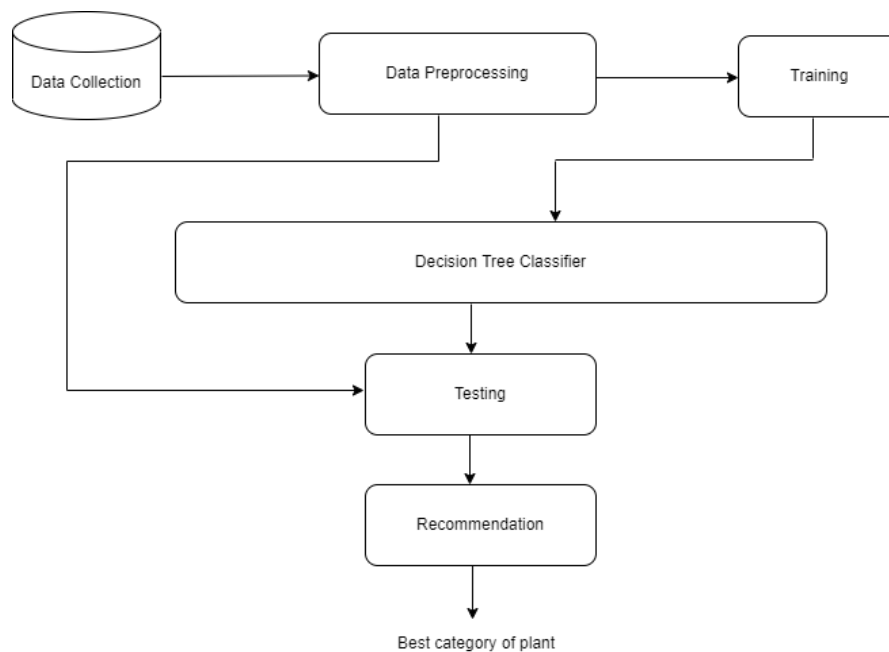 Data Collection
Data Preprocessing
Training
Decision Tree Classifier
Testing
Recommendation
Best category of plant